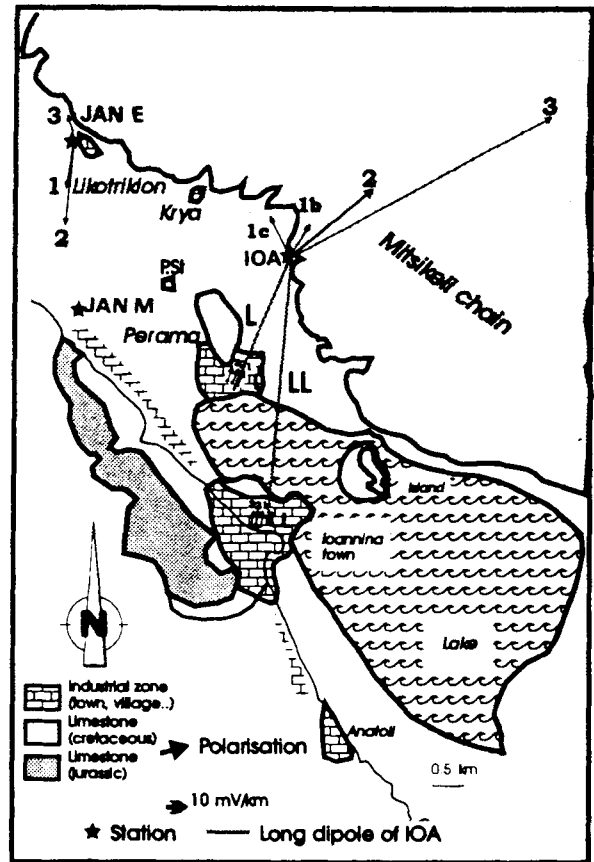 3 JAN E
3
2
1b
1 Likotrikion
Krya
1c
2
IOA
Mitsikeli chain
P.St
JAN M
L
Perama
LL
Island
Ioannina
town
Lake
N
Industrial zone
(town, village..)
Limestone
(cretaceous)
Polarisation
Anatoli
Limestone
(jurassic)
0.5 km
10 mV/km
Station
Long dipole of IOA